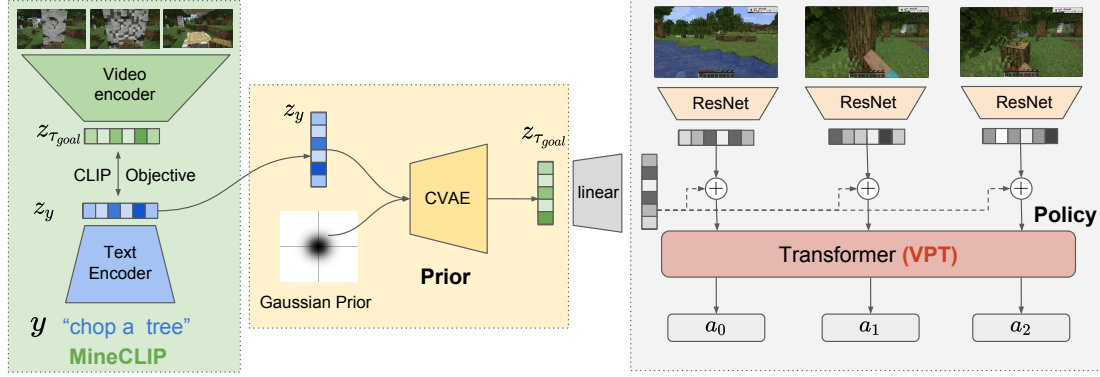 Video
encoder
z_{τ_{goal}}
CLIP
Objective
z_y
Text
Encoder
y "chop a tree"
MineCLIP
z_y
Gaussian Prior
CVAE
z_{τ_{goal}}
Prior
linear
ResNet
ResNet
ResNet
+
+
+
Policy
Transformer (VPT)
a_0
a_1
a_2